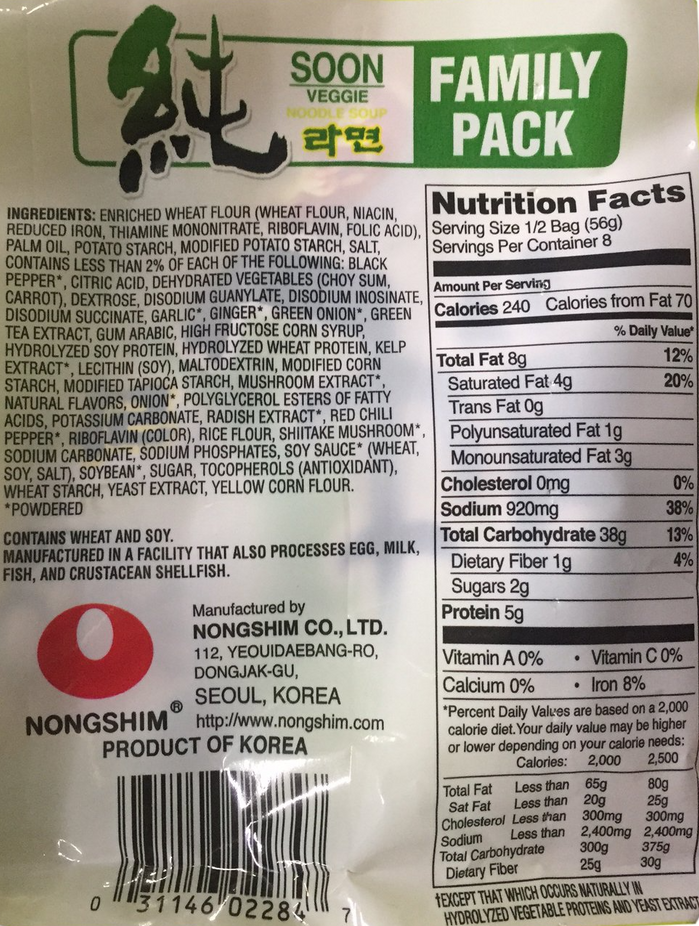 純
SOON
VEGGIE
NOODLE SOUP
라면
FAMILY
PACK
INGREDIENTS: ENRICHED WHEAT FLOUR (WHEAT FLOUR, NIACIN,
REDUCED IRON, THIAMINE MONONITRATE, RIBOFLAVIN, FOLIC ACID),
PALM OIL, POTATO STARCH, MODIFIED POTATO STARCH, SALT,
CONTAINS LESS THAN 2% OF EACH OF THE FOLLOWING: BLACK
PEPPER*, CITRIC ACID, DEHYDRATED VEGETABLES (CHOY SUM,
CARROT), DEXTROSE, DISODIUM GUANYLATE, DISODIUM INOSINATE,
DISODIUM SUCCINATE, GARLIC*, GINGER*, GREEN ONION*, GREEN
TEA EXTRACT, GUM ARABIC, HIGH FRUCTOSE CORN SYRUP,
HYDROLYZED SOY PROTEIN, HYDROLYZED WHEAT PROTEIN, KELP
EXTRACT*, LECITHIN (SOY), MALTODEXTRIN, MODIFIED CORN
STARCH, MODIFIED TAPIOCA STARCH, MUSHROOM EXTRACT*,
NATURAL FLAVORS, ONION*, POLYGLYCEROL ESTERS OF FATTY
ACIDS, POTASSIUM CARBONATE, RADISH EXTRACT*, RED CHILI
PEPPER*, RIBOFLAVIN (COLOR), RICE FLOUR, SHIITAKE MUSHROOM*,
SODIUM CARBONATE, SODIUM PHOSPHATES, SOY SAUCE* (WHEAT,
SOY, SALT), SOYBEAN*, SUGAR, TOCOPHEROLS (ANTIOXIDANT),
WHEAT STARCH, YEAST EXTRACT, YELLOW CORN FLOUR.
*POWDERED
CONTAINS WHEAT AND SOY.
MANUFACTURED IN A FACILITY THAT ALSO PROCESSES EGG, MILK,
FISH, AND CRUSTACEAN SHELLFISH.
Manufactured by
NONGSHIM CO., LTD.
112, YEOUIDAEBANG-RO,
DONGJAK-GU,
SEOUL, KOREA
http://www.nongshim.com
NONGSHIM®
PRODUCT OF KOREA
0 31146 02284 7
Nutrition Facts
Serving Size 1/2 Bag (56g)
Servings Per Container 8
Amount Per Serving
Calories 240 Calories from Fat 70
% Daily Value*
Total Fat 8g 12%
Saturated Fat 4g 20%
Trans Fat 0g
Polyunsaturated Fat 1g
Monounsaturated Fat 3g
Cholesterol 0mg 0%
Sodium 920mg 38%
Total Carbohydrate 38g 13%
Dietary Fiber 1g 4%
Sugars 2g
Protein 5g
Vitamin A 0% • Vitamin C 0%
Calcium 0% • Iron 8%
*Percent Daily Values are based on a 2,000
calorie diet. Your daily value may be higher
or lower depending on your calorie needs:
Calories: 2,000 2,500
Total Fat Less than 65g 80g
Sat Fat Less than 20g 25g
Cholesterol Less than 300mg 300mg
Sodium Less than 2,400mg 2,400mg
Total Carbohydrate 300g 375g
Dietary Fiber 25g 30g
†EXCEPT THAT WHICH OCCURS NATURALLY IN
HYDROLYZED VEGETABLE PROTEINS AND YEAST EXTRACT